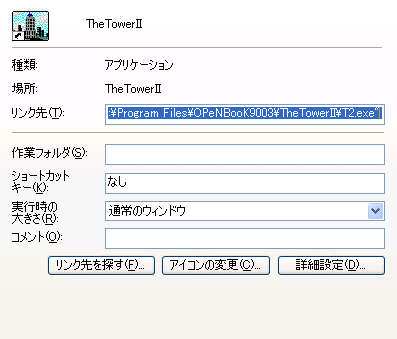 TheTowerⅡ
種類: アプリケーション
場所: TheTowerⅡ
リンク先(T): :¥Program Files¥OPeNBooK9003¥TheTowerⅡ¥T2.exe"
作業フォルダ(S):
ショートカット
キー(K): なし
実行時の
大きさ(R): 通常のウィンドウ
コメント(O):
リンク先を探す(F)... アイコンの変更(C)... 詳細設定(D)...